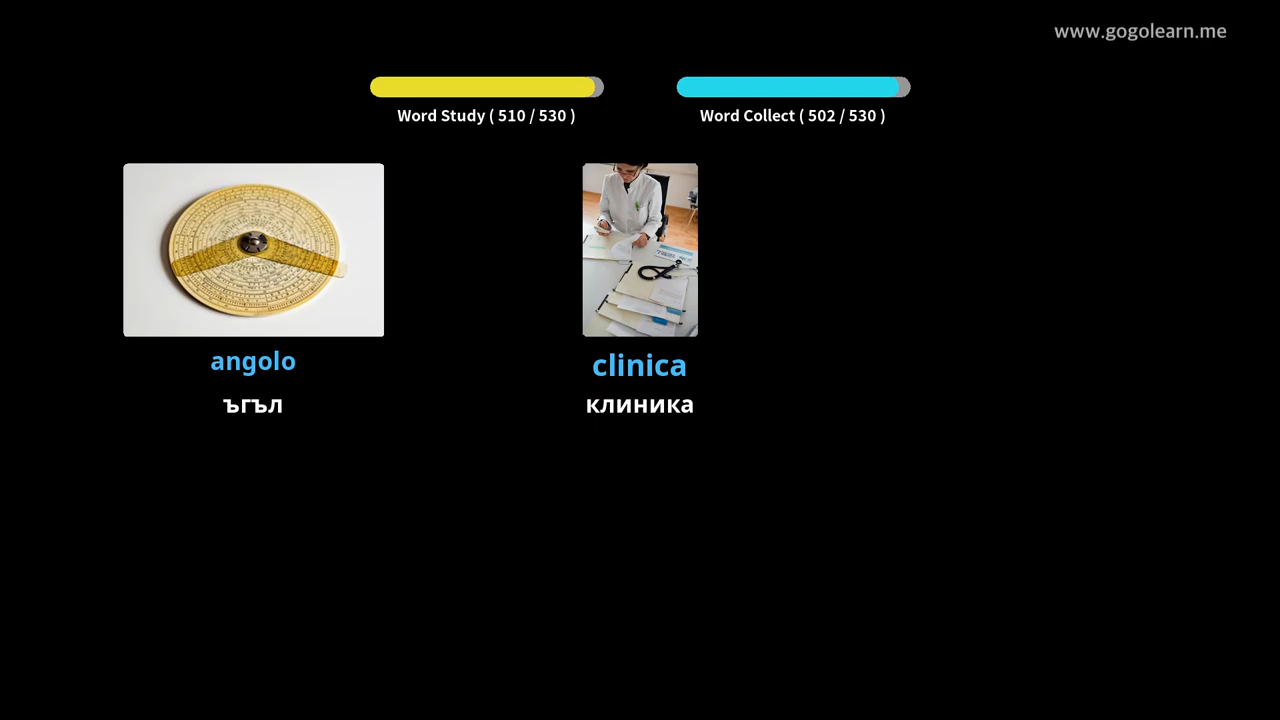 www.gogolearn.me
Word Study ( 510 / 530 )
Word Collect ( 502 / 530 )
angolo
ъгъл
clinica
клиника